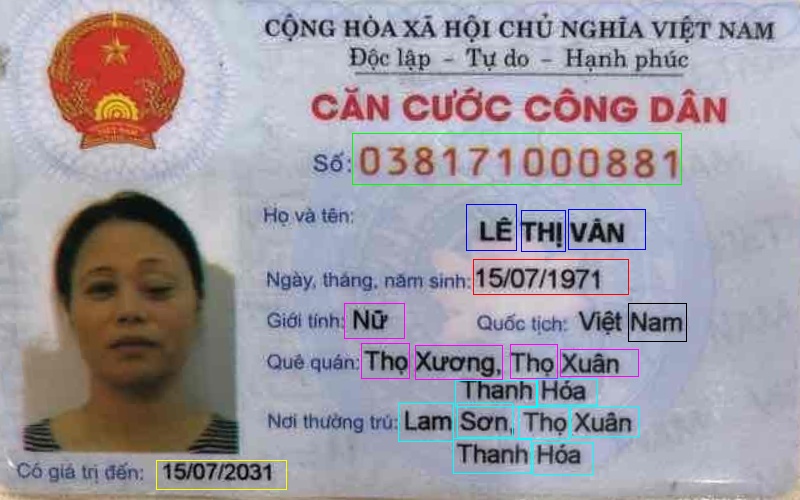 CỘNG HÒA XÃ HỘI CHỦ NGHĨA VIỆT NAM
Độc lập - Tự do - Hạnh phúc
CĂN CƯỚC CÔNG DÂN
Số: 038171000881
Họ và tên: LÊ THỊ VÂN
Ngày, tháng, năm sinh: 15/07/1971
Giới tính: Nữ Quốc tịch: Việt Nam
Quê quán: Thọ Xương, Thọ Xuân
Thanh Hóa
Nơi thường trú: Lam Sơn, Thọ Xuân
Thanh Hóa
Có giá trị đến: 15/07/2031